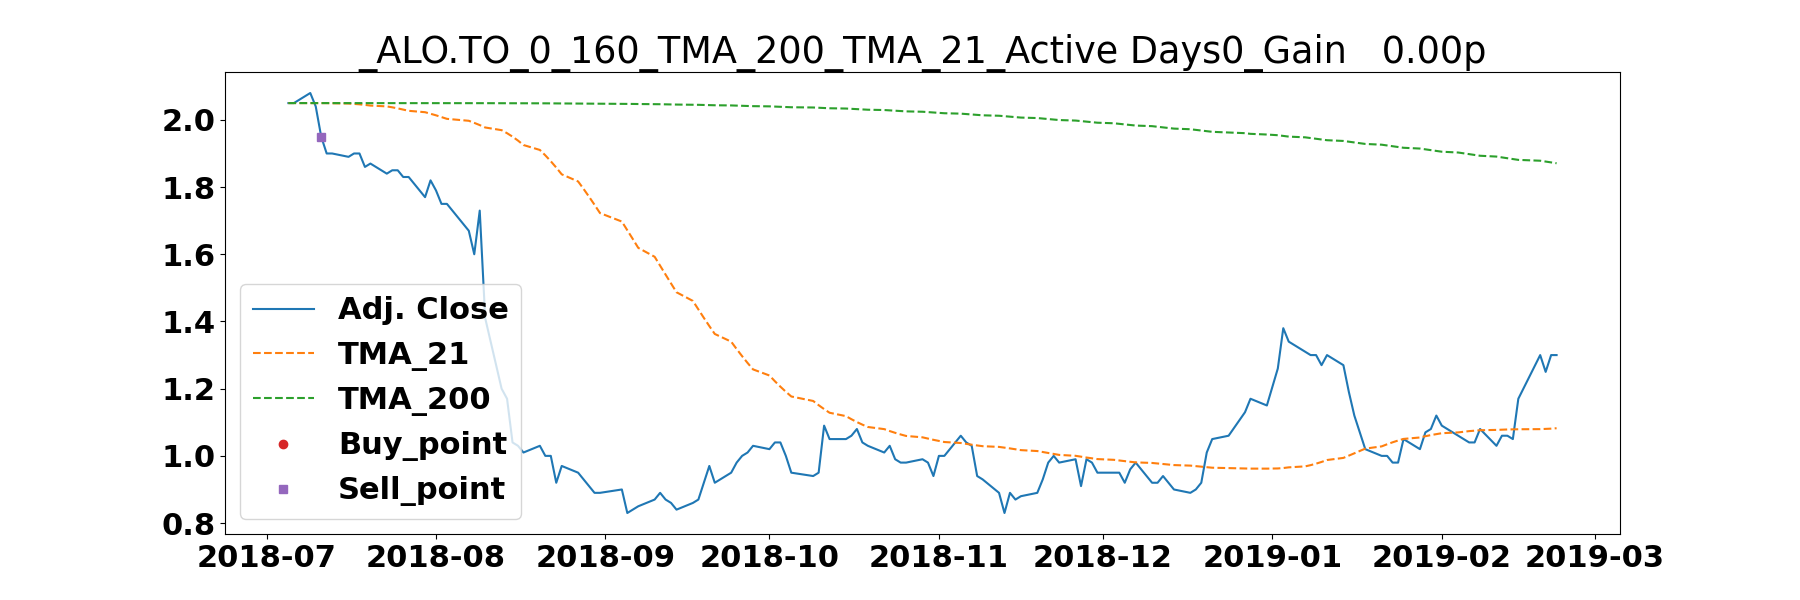 _ALO.TO_0_160_TMA_200_TMA_21_Active Days0_Gain   0.00p
2.0
1.8
1.6
1.4
1.2
1.0
0.8
Adj. Close
TMA_21
TMA_200
Buy_point
Sell_point
2018-07 2018-08 2018-09 2018-10 2018-11 2018-12 2019-01 2019-02 2019-03